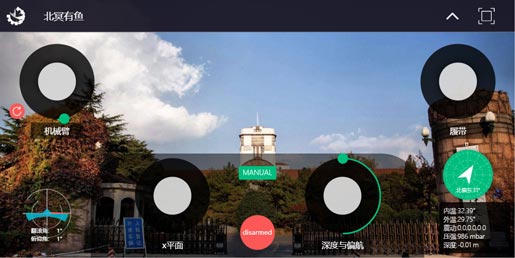 北冥有鱼
机械臂
履带
MANUAL
北偏东31°
内温:32.39°
外温:29.75°
震动:0.0,0.0,0.0
压强:986 mbar
深度:-0.01 m
翻滚角: 1°
俯仰角: 1°
x平面
disarmed
深度与偏航